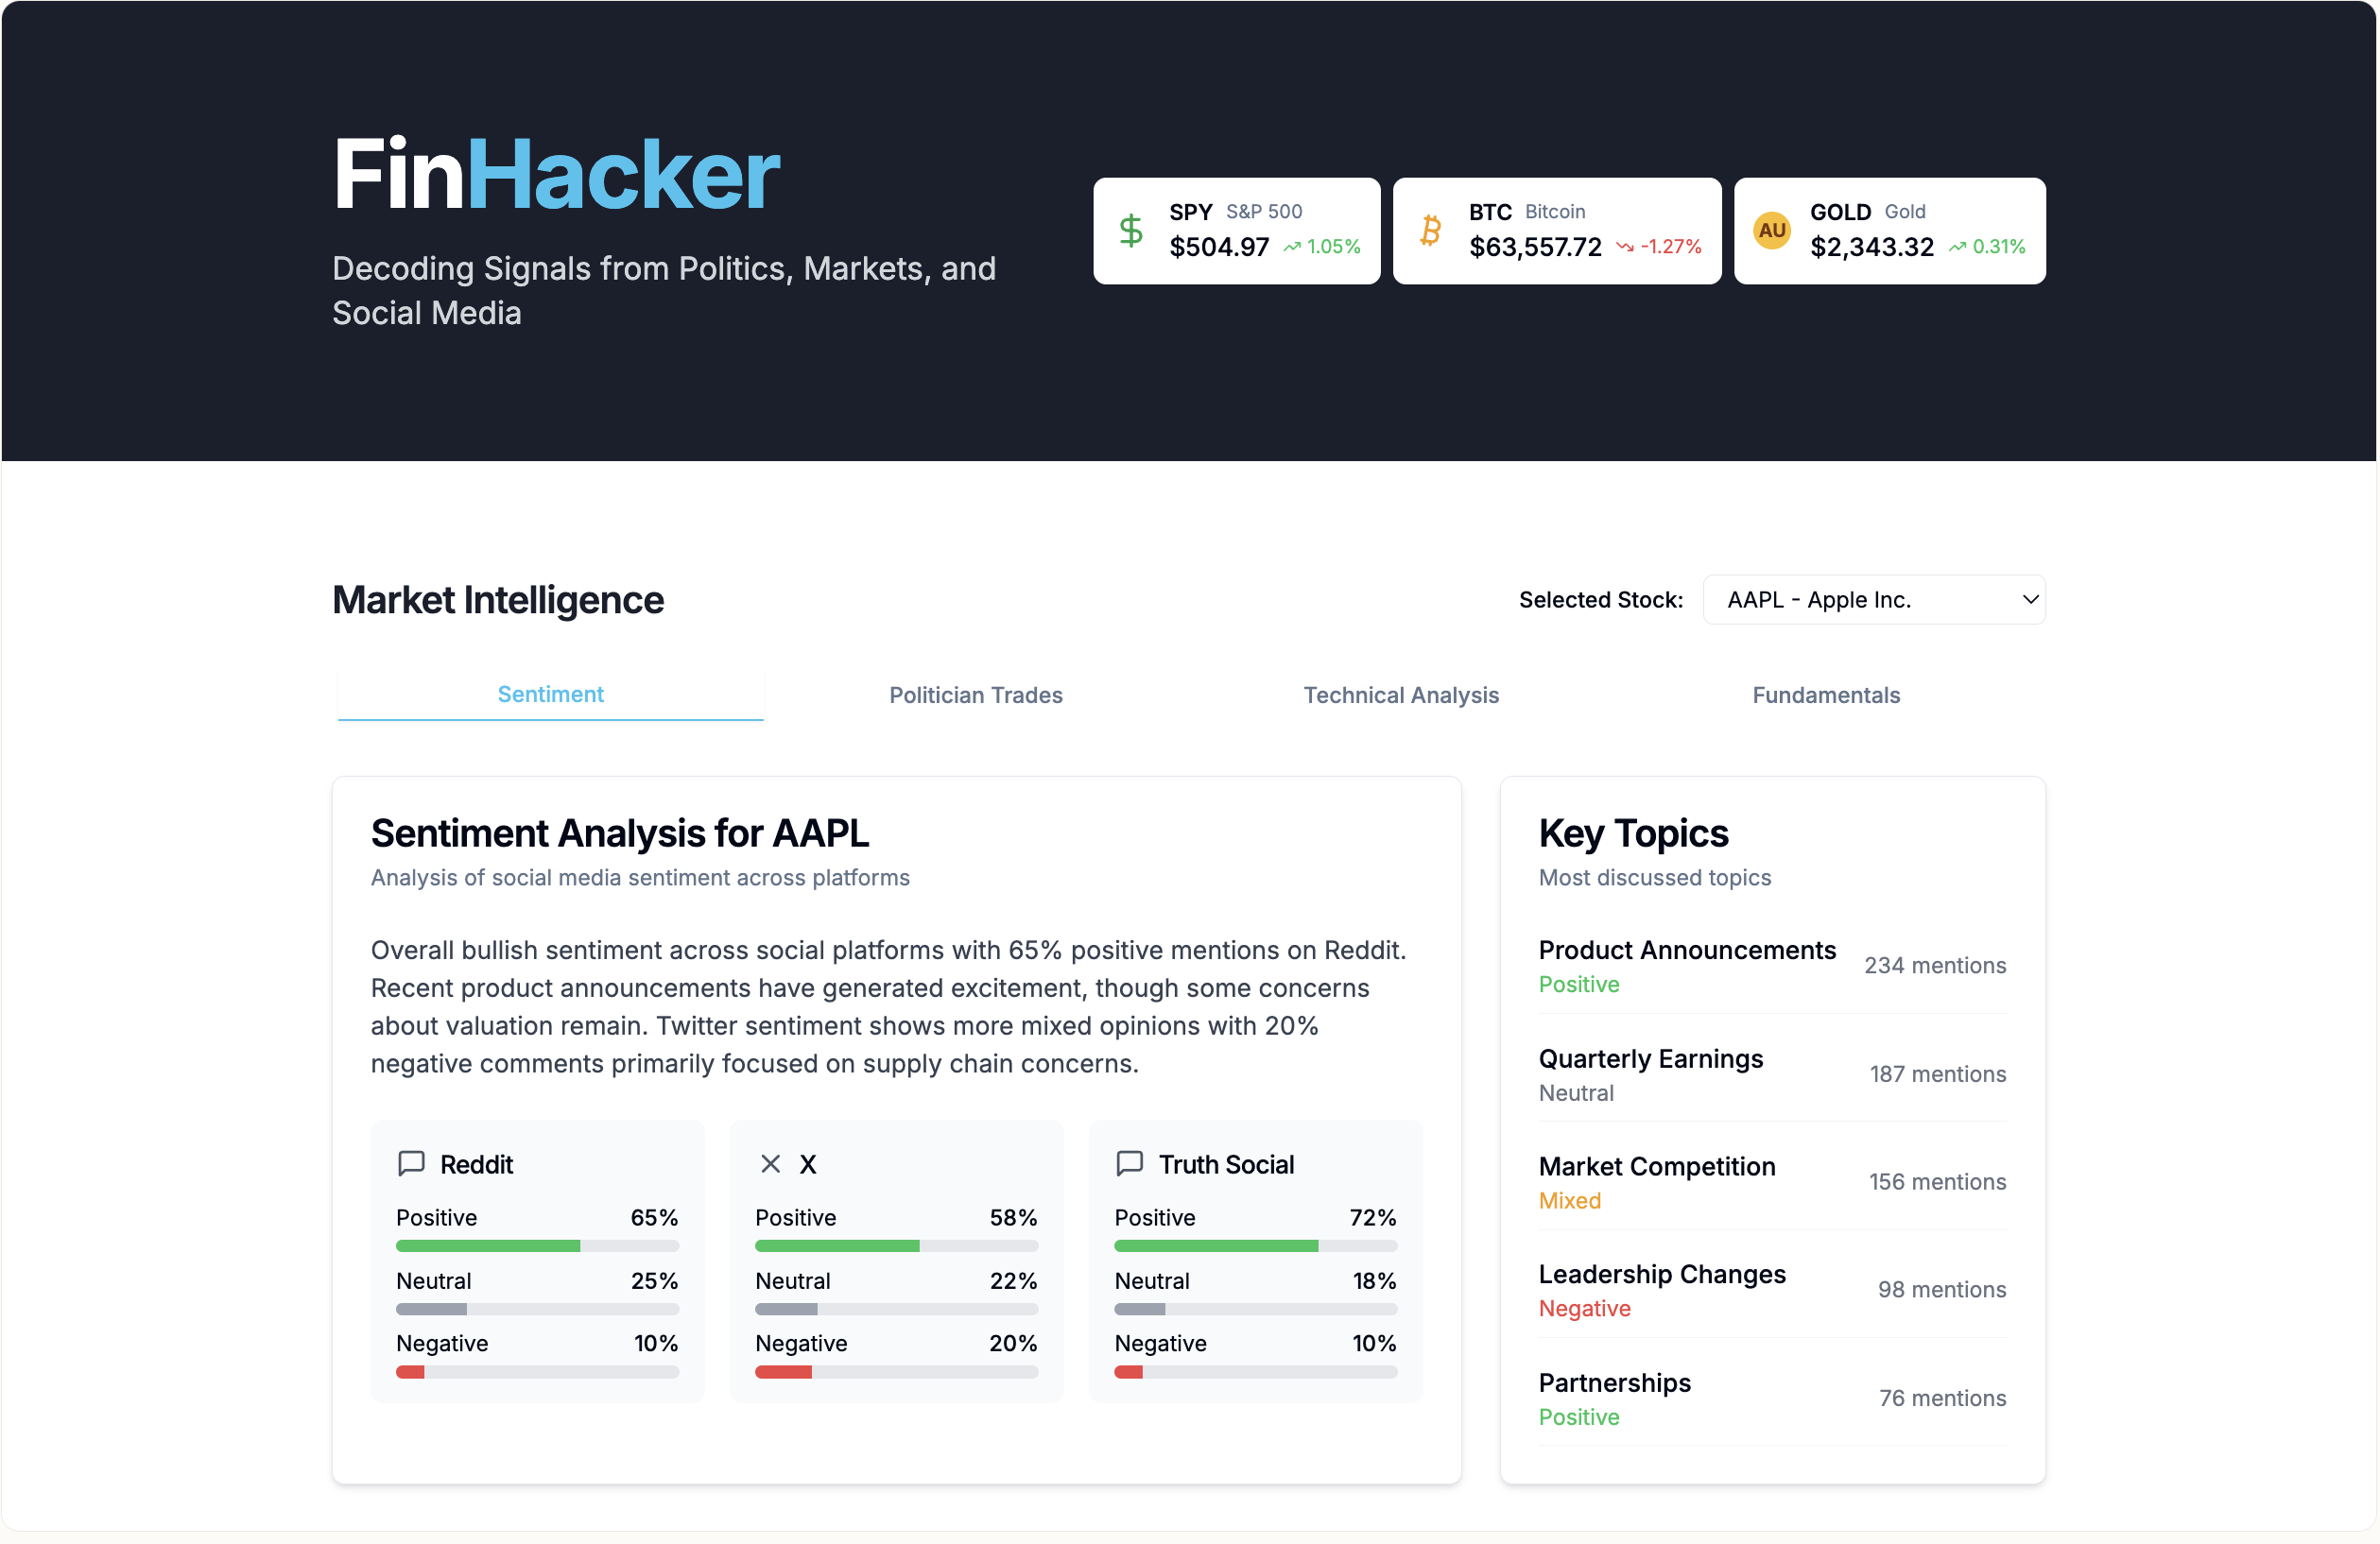 FinHacker
Decoding Signals from Politics, Markets, and
Social Media
SPY S&P 500
$504.97 1.05%
BTC Bitcoin
$63,557.72 -1.27%
AU
GOLD Gold
$2,343.32 0.31%
Market Intelligence
Selected Stock: AAPL - Apple Inc.
Sentiment
Politician Trades
Technical Analysis
Fundamentals
Sentiment Analysis for AAPL
Analysis of social media sentiment across platforms
Overall bullish sentiment across social platforms with 65% positive mentions on Reddit.
Recent product announcements have generated excitement, though some concerns
about valuation remain. Twitter sentiment shows more mixed opinions with 20%
negative comments primarily focused on supply chain concerns.
Reddit
Positive 65%
Neutral 25%
Negative 10%
X
Positive 58%
Neutral 22%
Negative 20%
Truth Social
Positive 72%
Neutral 18%
Negative 10%
Key Topics
Most discussed topics
Product Announcements
Positive
234 mentions
Quarterly Earnings
Neutral
187 mentions
Market Competition
Mixed
156 mentions
Leadership Changes
Negative
98 mentions
Partnerships
Positive
76 mentions